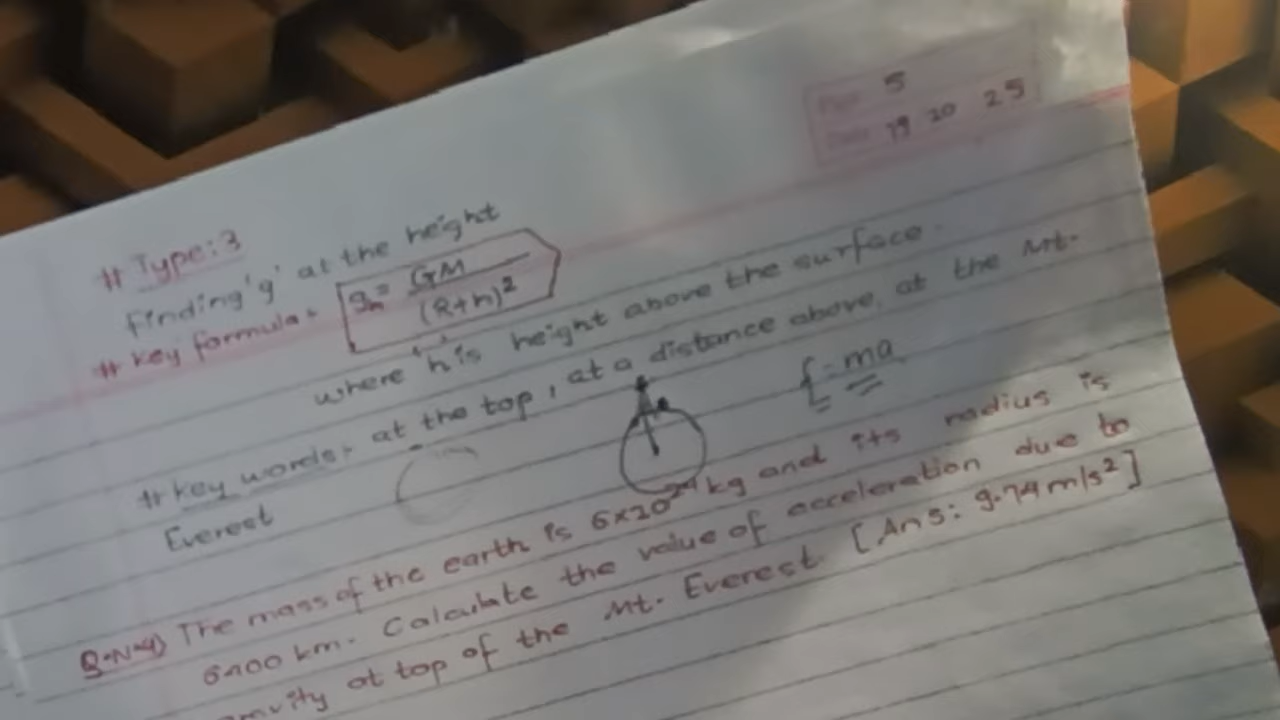 5
19 20 25
# Type:3
finding 'g' at the height
# key formula: gh = GM/(R+h)²
where 'h' is height above the surface.
# key words:- at the top, at a distance above, at the Mt.
Everest
f = ma
Q.N.4) The mass of the earth is 6×10²⁴ kg and its radius is
6400 km. Calculate the value of acceleration due to
gravity at top of the Mt. Everest [Ans: 9.74 m/s²]